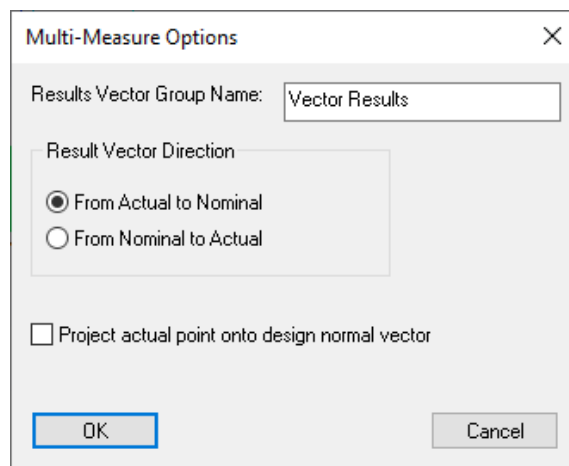 Multi-Measure Options
Results Vector Group Name: Vector Results
Result Vector Direction
From Actual to Nominal
From Nominal to Actual
Project actual point onto design normal vector
OK Cancel